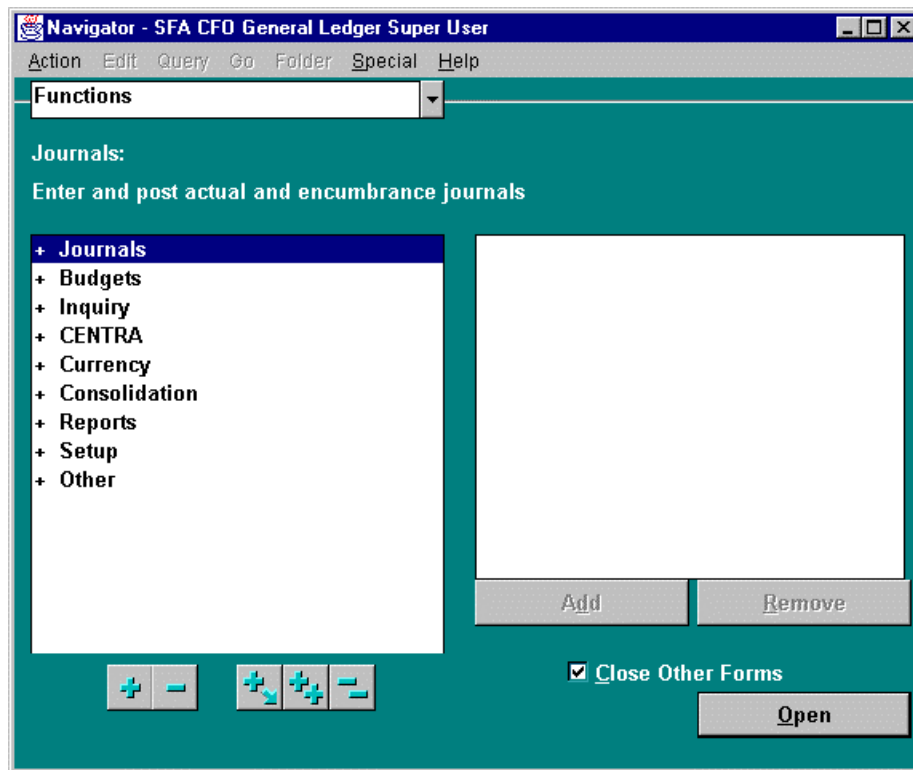 Navigator - SFA CFO General Ledger Super User
Action Edit Query Go Folder Special Help
Functions
Journals:
Enter and post actual and encumbrance journals
+ Journals
+ Budgets
+ Inquiry
+ CENTRA
+ Currency
+ Consolidation
+ Reports
+ Setup
+ Other
Add Remove
Close Other Forms
Open